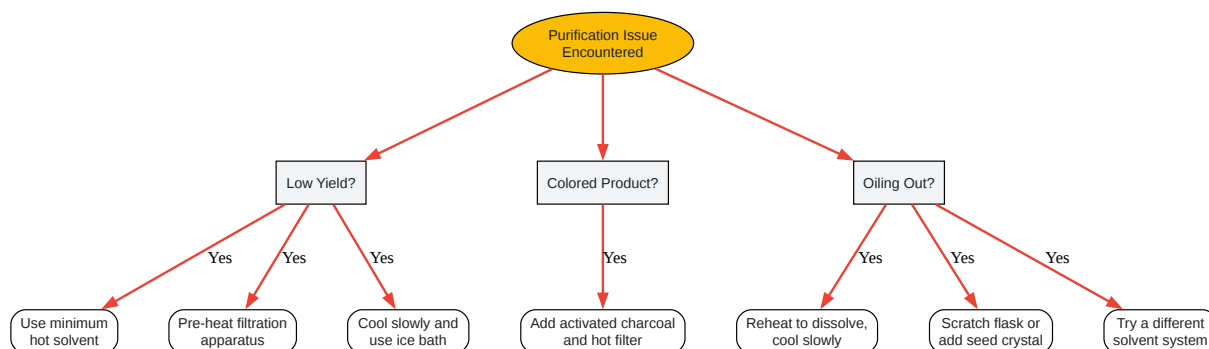 Purification Issue
Encountered
Low Yield?
Colored Product?
Oiling Out?
Yes
Yes
Yes
Yes
Yes
Yes
Yes
Use minimum
hot solvent
Pre-heat filtration
apparatus
Cool slowly and
use ice bath
Add activated charcoal
and hot filter
Reheat to dissolve,
cool slowly
Scratch flask or
add seed crystal
Try a different
solvent system